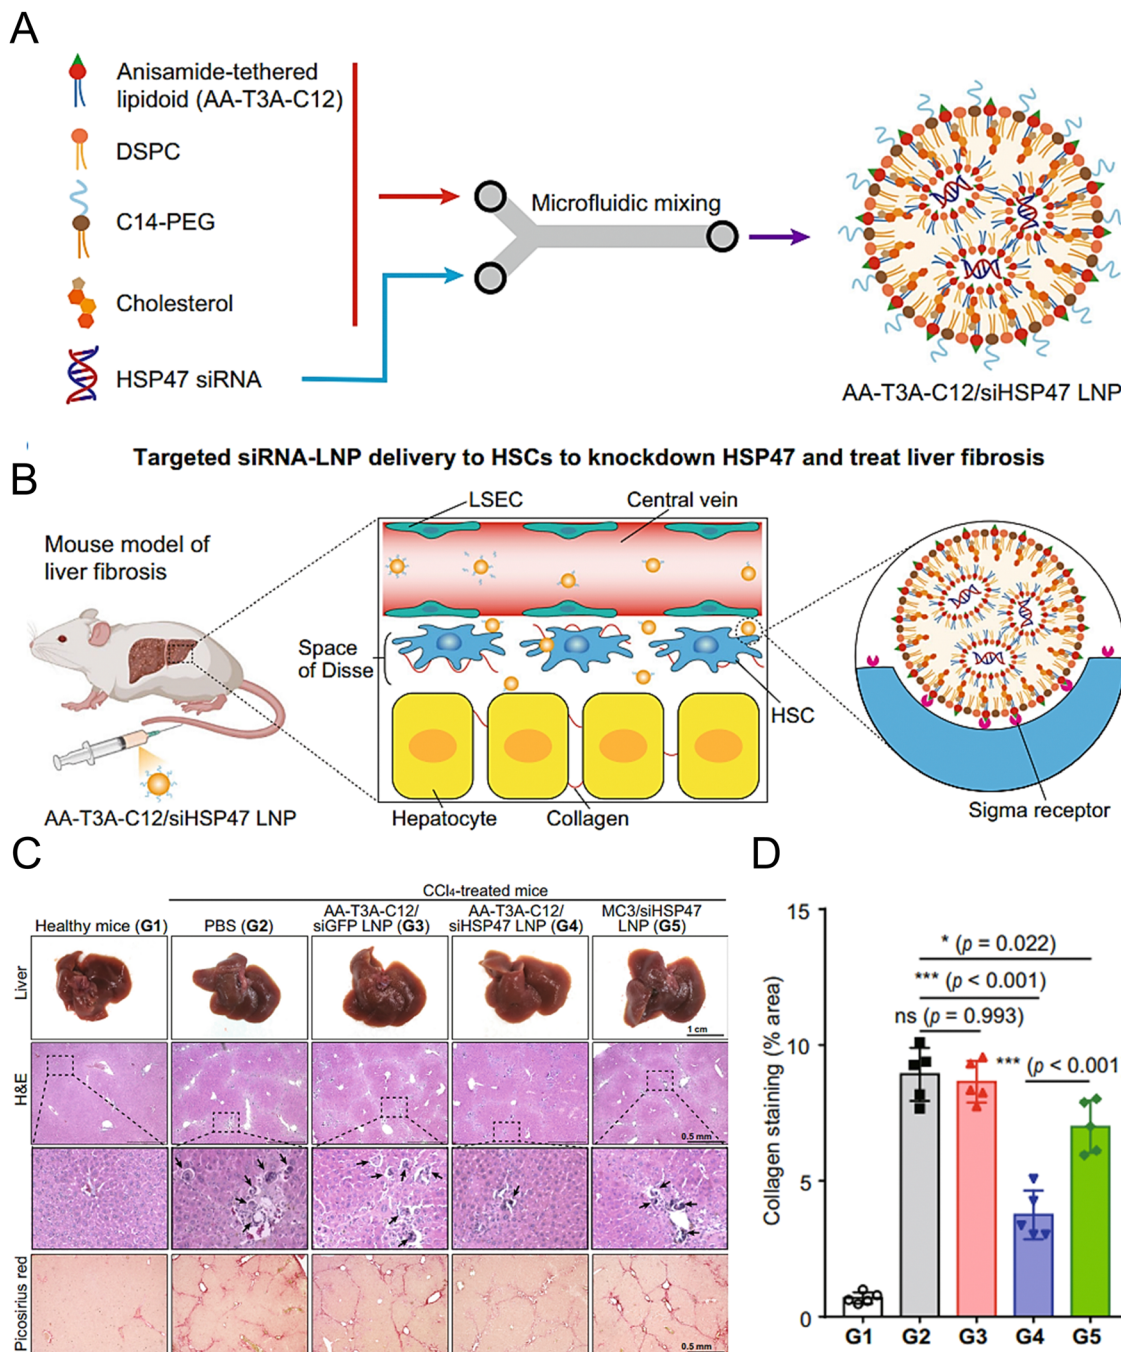 A
Anisamide-tethered
lipidoid (AA-T3A-C12)
DSPC
C14-PEG
Cholesterol
HSP47 siRNA
Microfluidic mixing
AA-T3A-C12/siHSP47 LNP
Targeted siRNA-LNP delivery to HSCs to knockdown HSP47 and treat liver fibrosis
B
Mouse model of
liver fibrosis
AA-T3A-C12/siHSP47 LNP
LSEC
Central vein
Space
of Disse
HSC
Hepatocyte
Collagen
Sigma receptor
C
CCl₄-treated mice
Healthy mice (G1)
PBS (G2)
AA-T3A-C12/
siGFP LNP (G3)
AA-T3A-C12/
siHSP47 LNP (G4)
MC3/siHSP47
LNP (G5)
Liver
1 cm
H&E
0.5 mm
Picosirius red
0.5 mm
D
Collagen staining (% area)
15
10
5
0
* (p = 0.022)
*** (p < 0.001)
ns (p = 0.993)
*** (p < 0.001
G1
G2
G3
G4
G5